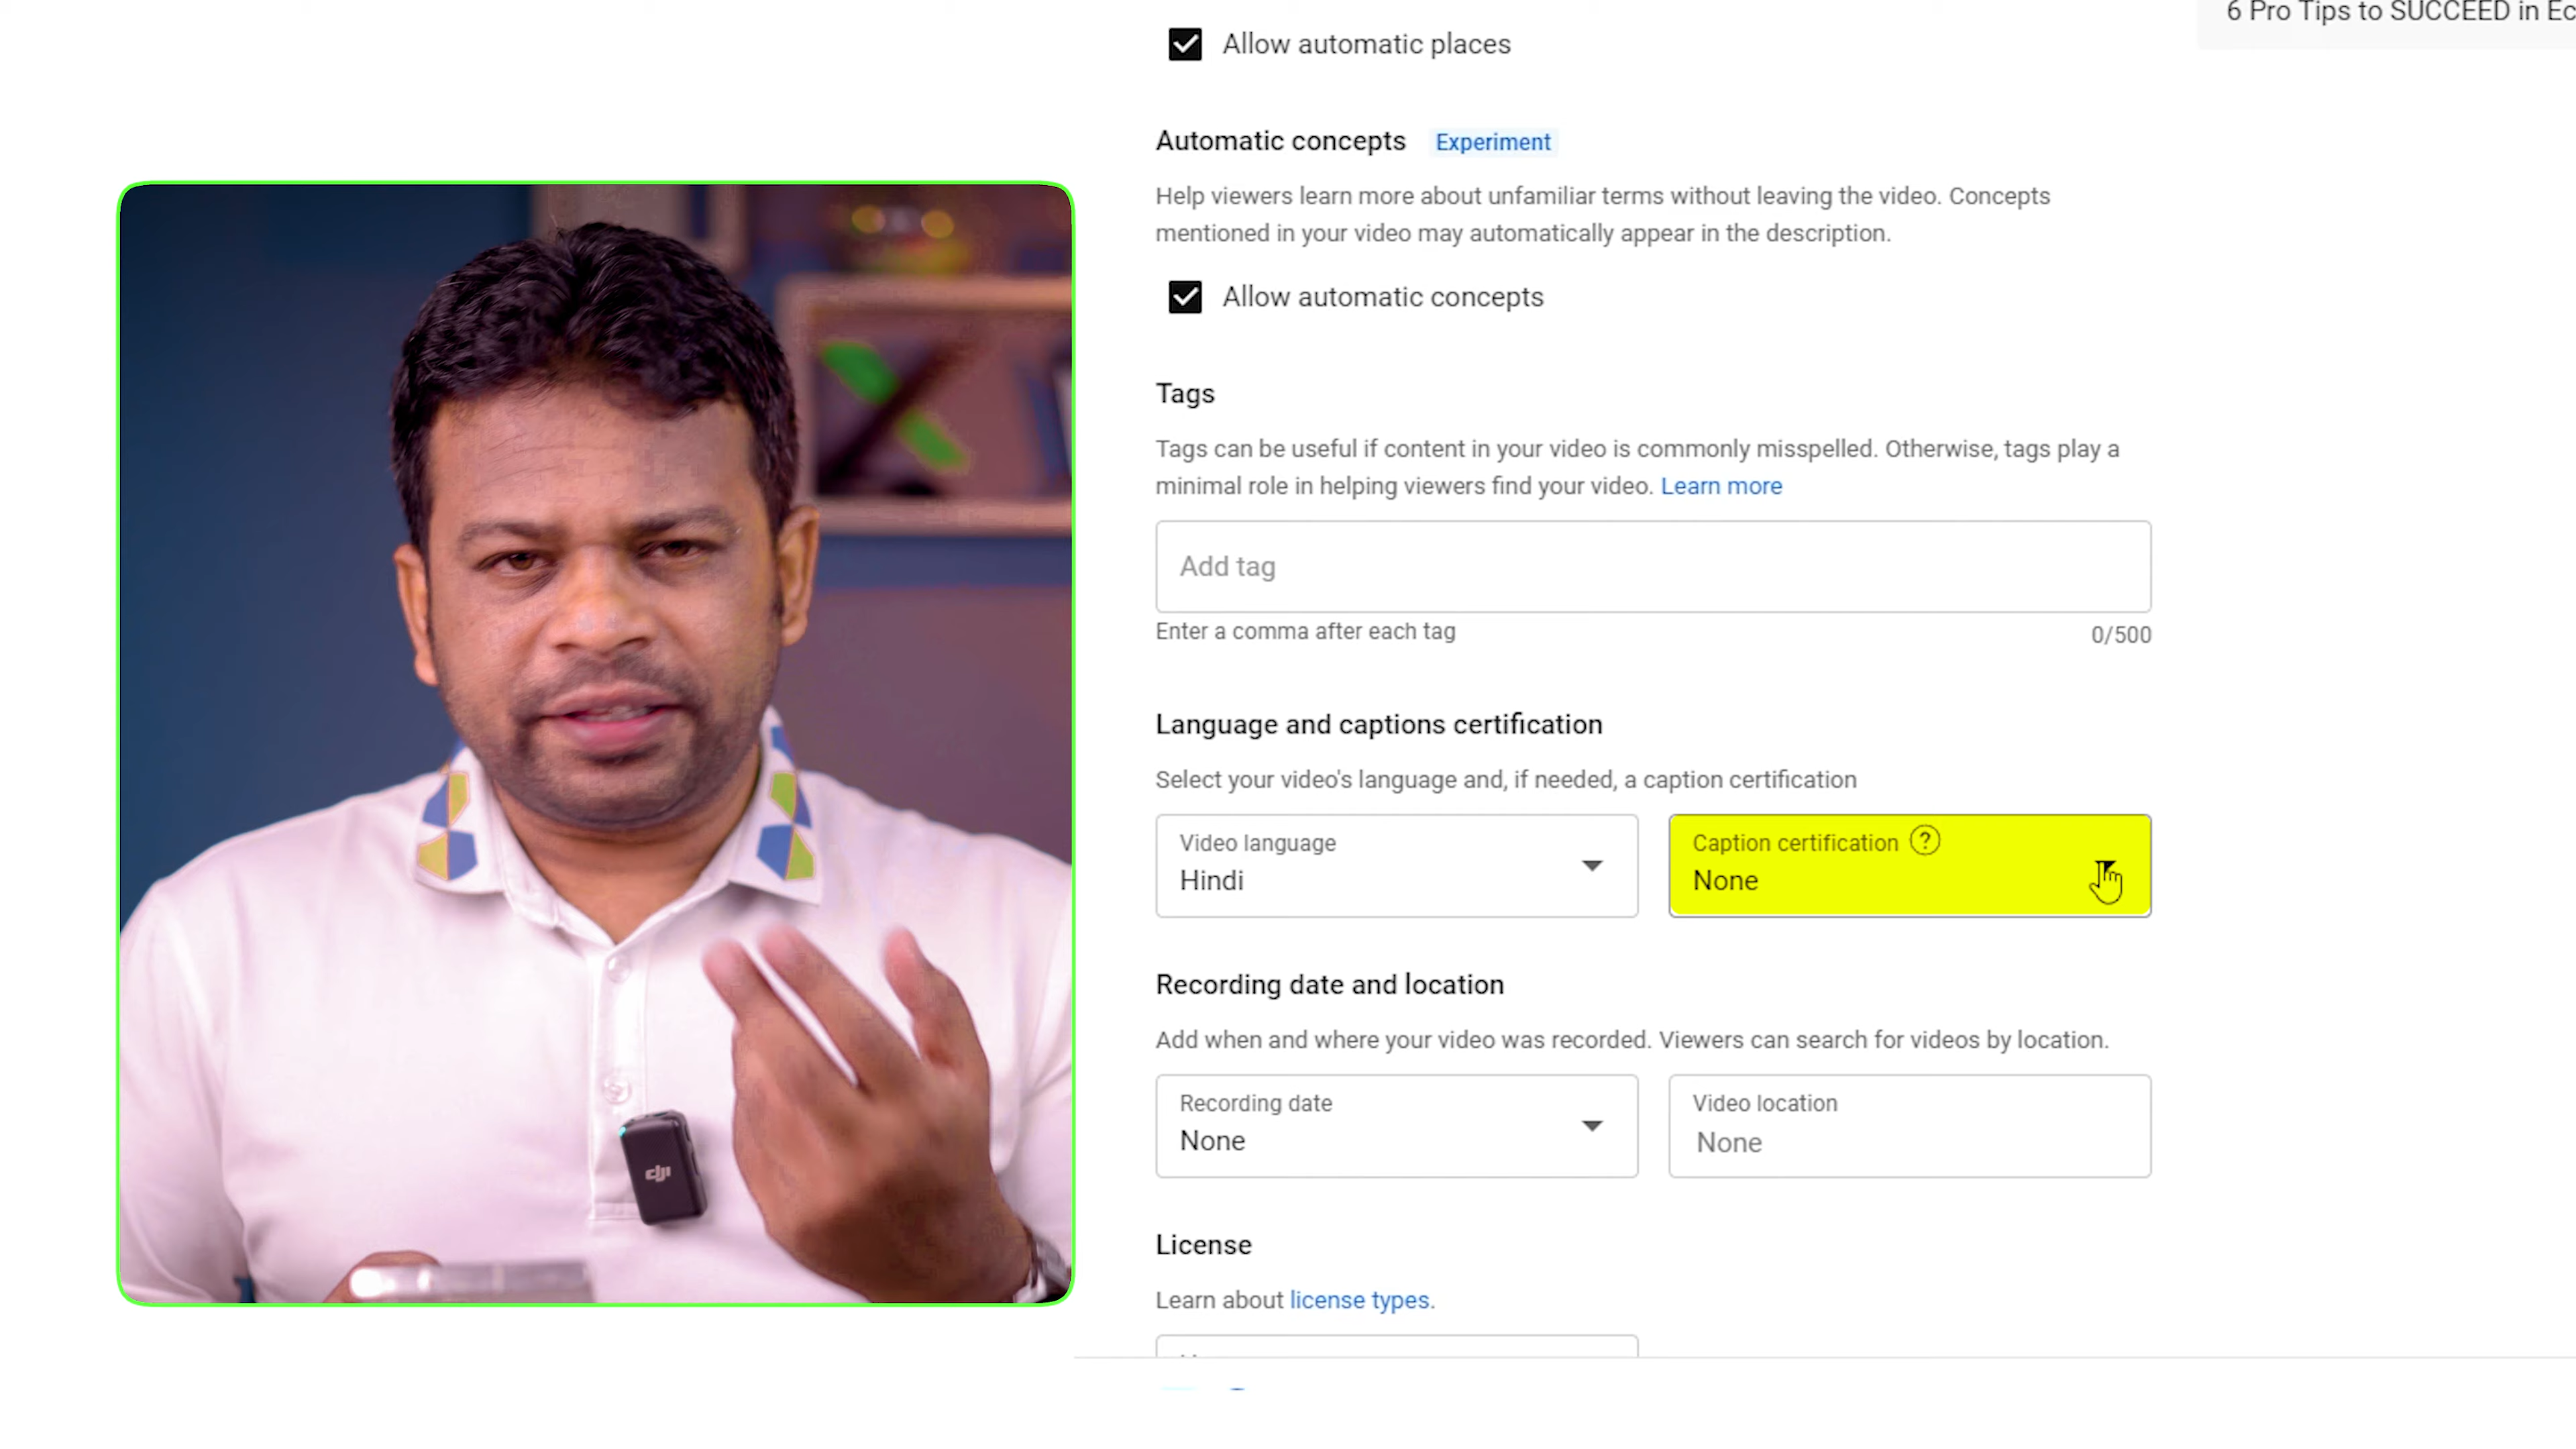 6 Pro Tips to SUCCEED in Ec
Allow automatic places
Automatic concepts Experiment
Help viewers learn more about unfamiliar terms without leaving the video. Concepts
mentioned in your video may automatically appear in the description.
Allow automatic concepts
Tags
Tags can be useful if content in your video is commonly misspelled. Otherwise, tags play a
minimal role in helping viewers find your video. Learn more
Add tag
Enter a comma after each tag 0/500
Language and captions certification
Select your video's language and, if needed, a caption certification
Video language
Hindi
Caption certification ?
None
Recording date and location
Add when and where your video was recorded. Viewers can search for videos by location.
Recording date
None
Video location
None
License
Learn about license types.
dji